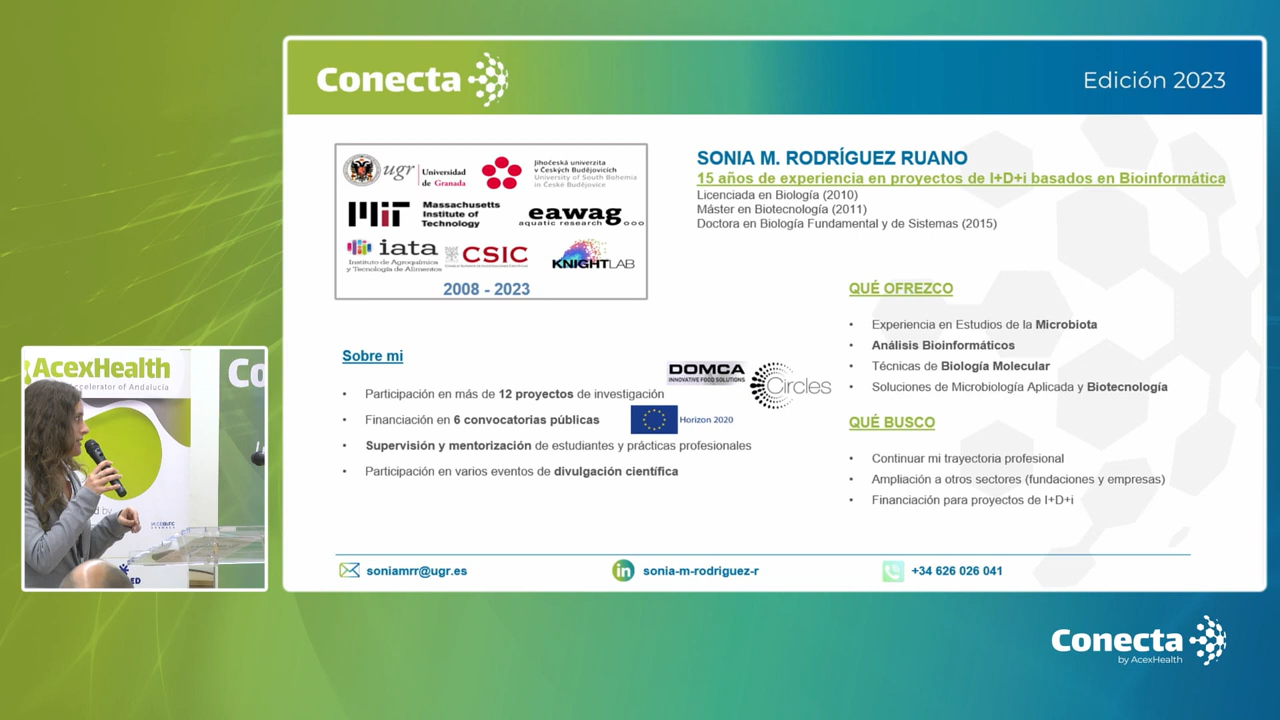 Conecta
Edición 2023
ugr
Universidad
de Granada
Jihočeská univerzita
v Českých Budějovicích
University of South Bohemia
in České Budějovice
MIT
Massachusetts
Institute of
Technology
eawag
aquatic research
iata
Instituto de Agroquímica
y Tecnología de Alimentos
CSIC
KNIGHTLAB
2008 - 2023
SONIA M. RODRÍGUEZ RUANO
15 años de experiencia en proyectos de I+D+i basados en Bioinformática
Licenciada en Biología (2010)
Máster en Biotecnología (2011)
Doctora en Biología Fundamental y de Sistemas (2015)
Sobre mi
• Participación en más de 12 proyectos de investigación
• Financiación en 6 convocatorias públicas
• Supervisión y mentorización de estudiantes y prácticas profesionales
• Participación en varios eventos de divulgación científica
DOMCA
INNOVATIVE FOOD SOLUTIONS
Circles
Horizon 2020
QUÉ OFREZCO
• Experiencia en Estudios de la Microbiota
• Análisis Bioinformáticos
• Técnicas de Biología Molecular
• Soluciones de Microbiología Aplicada y Biotecnología
QUÉ BUSCO
• Continuar mi trayectoria profesional
• Ampliación a otros sectores (fundaciones y empresas)
• Financiación para proyectos de I+D+i
soniamrr@ugr.es
sonia-m-rodriguez-r
+34 626 026 041
AcexHealth
Accelerator of Andalucía
Co
Conecta
by AcexHealth